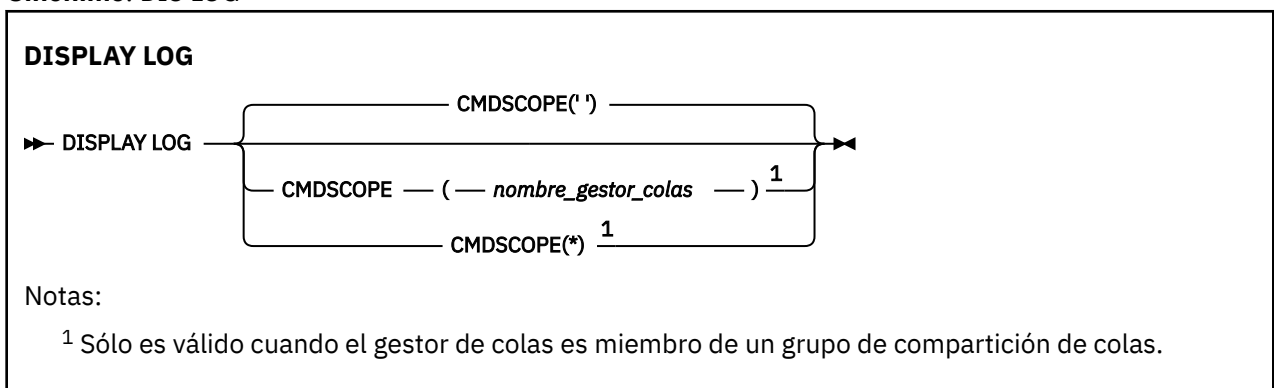 DISPLAY LOG
CMDSCOPE(' ')
DISPLAY LOG
CMDSCOPE ( nombre_gestor_colas ) 1
CMDSCOPE(*) 1
Notas:
1 Sólo es válido cuando el gestor de colas es miembro de un grupo de compartición de colas.